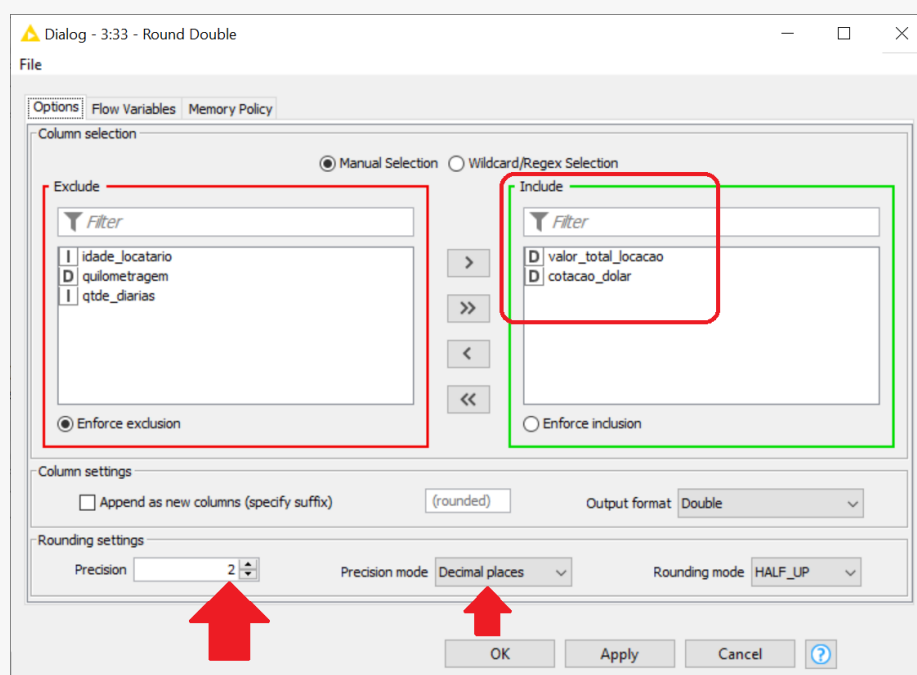 Dialog - 3:33 - Round Double
File
Options Flow Variables Memory Policy
Column selection
Manual Selection Wildcard/Regex Selection
Exclude
Filter
I idade_locatario
D quilometragem
I qtde_diarias
Enforce exclusion
>
>>
<
<<
Include
Filter
D valor_total_locacao
D cotacao_dolar
Enforce inclusion
Column settings
Append as new columns (specify suffix) (rounded) Output format Double
Rounding settings
Precision 2 Precision mode Decimal places Rounding mode HALF_UP
OK Apply Cancel ?